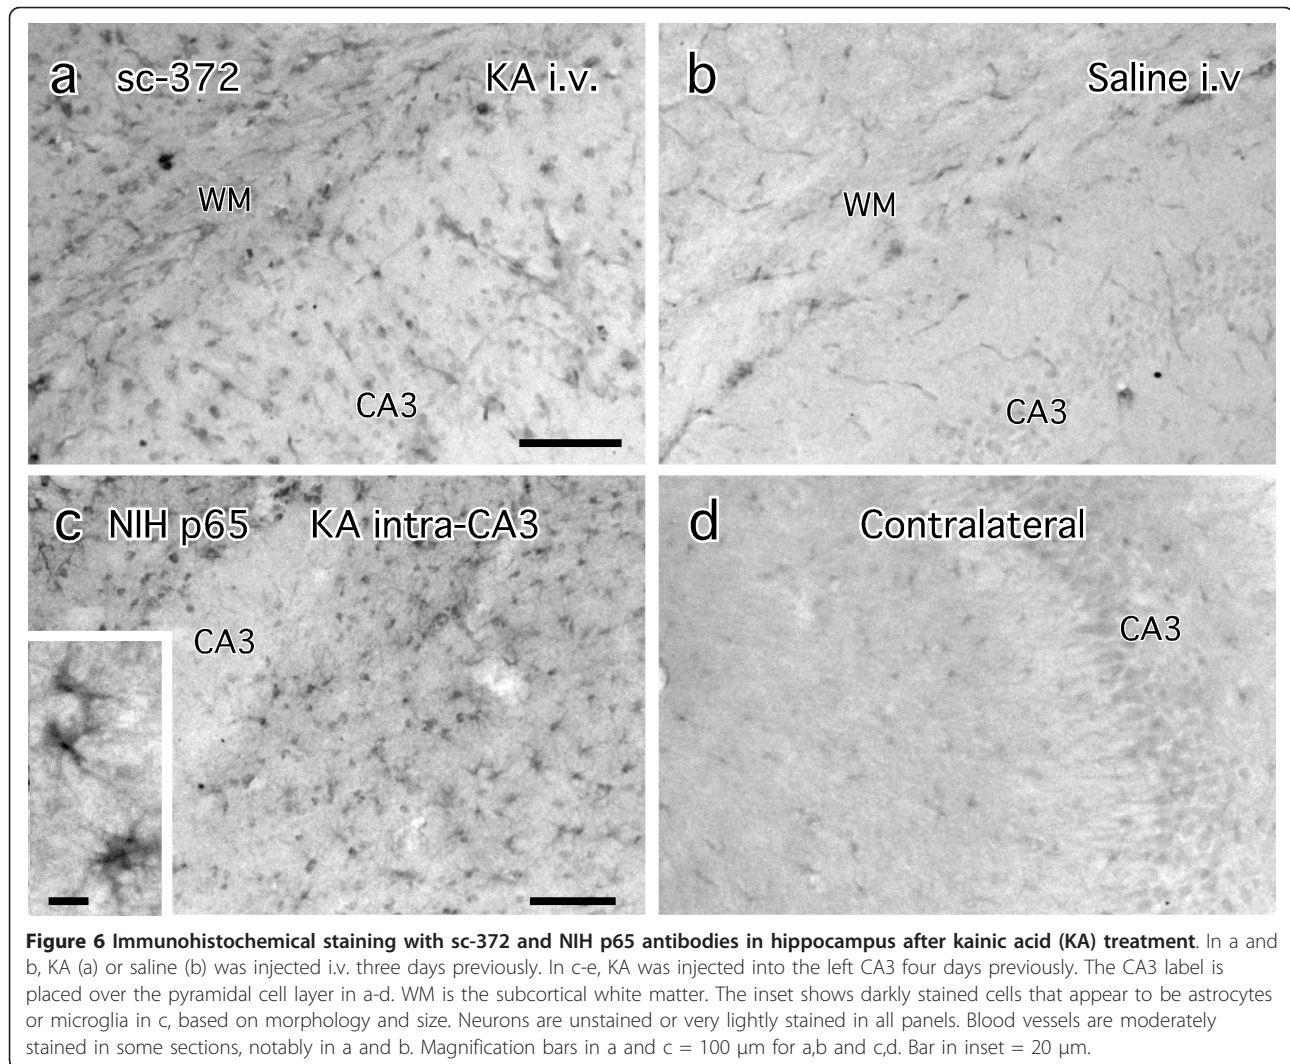 a sc-372 KA i.v.
WM
CA3
b Saline i.v
WM
CA3
c NIH p65 KA intra-CA3
CA3
d Contralateral
CA3
Figure 6 Immunohistochemical staining with sc-372 and NIH p65 antibodies in hippocampus after kainic acid (KA) treatment. In a and
b, KA (a) or saline (b) was injected i.v. three days previously. In c-e, KA was injected into the left CA3 four days previously. The CA3 label is
placed over the pyramidal cell layer in a-d. WM is the subcortical white matter. The inset shows darkly stained cells that appear to be astrocytes
or microglia in c, based on morphology and size. Neurons are unstained or very lightly stained in all panels. Blood vessels are moderately
stained in some sections, notably in a and b. Magnification bars in a and c = 100 μm for a,b and c,d. Bar in inset = 20 μm.